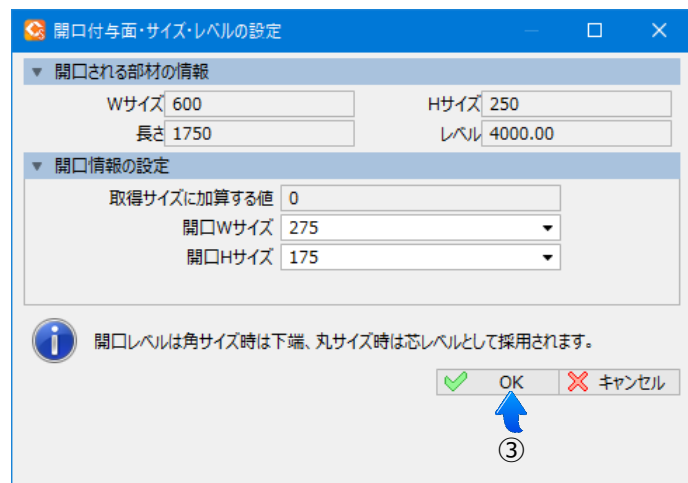 開口付与面・サイズ・レベルの設定
▼ 開口される部材の情報
Wサイズ 600 Hサイズ 250
長さ 1750 レベル 4000.00
▼ 開口情報の設定
取得サイズに加算する値 0
開口Wサイズ 275
開口Hサイズ 175
開口レベルは角サイズ時は下端、丸サイズ時は芯レベルとして採用されます。
OK キャンセル
③